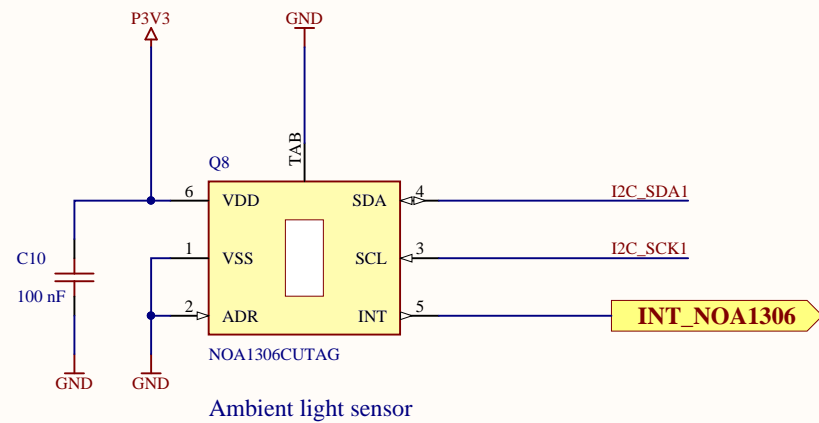 P3V3
GND
TAB
Q8
6
VDD
SDA
4
I2C_SDA1
C10
100 nF
1
VSS
SCL
3
I2C_SCK1
2
ADR
INT
5
INT_NOA1306
NOA1306CUTAG
GND
GND
Ambient light sensor